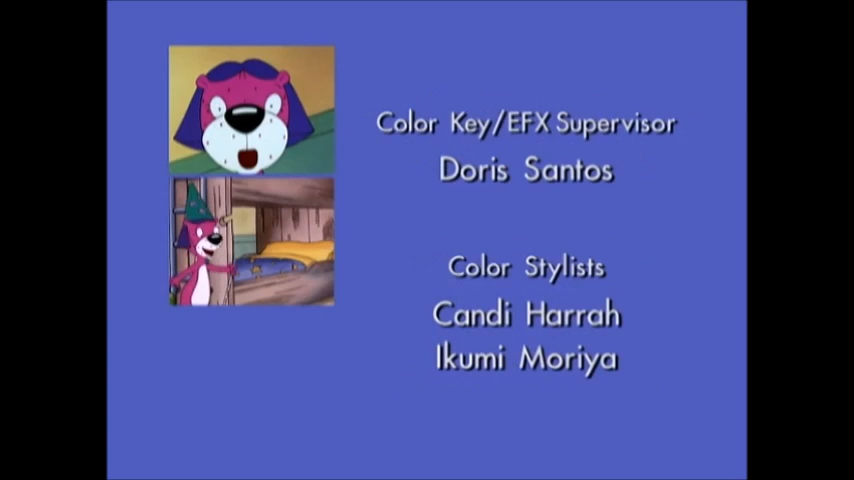 Color Key/EFX Supervisor
Doris Santos
Color Stylists
Candi Harrah
Ikumi Moriya